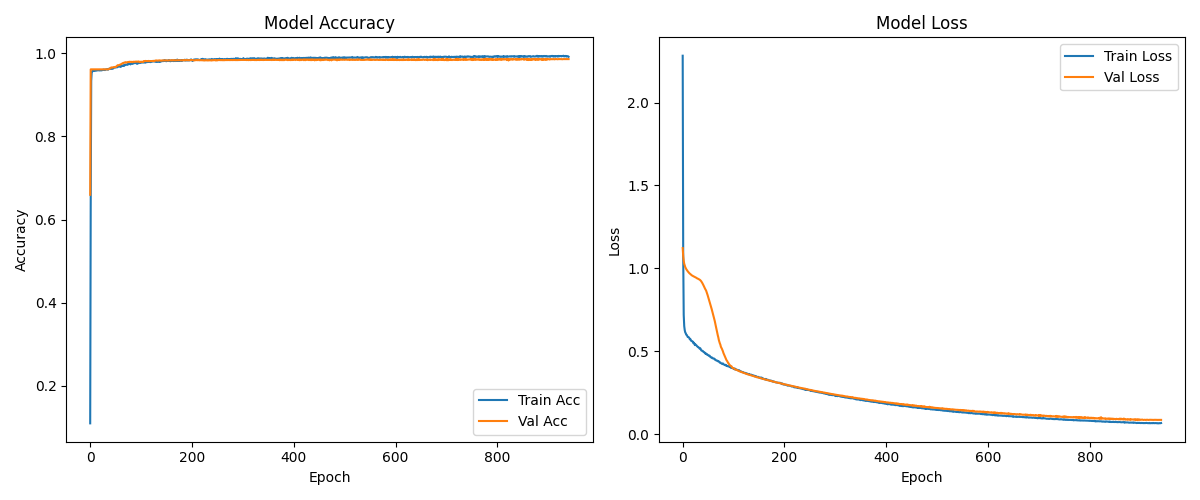 Model Accuracy
Accuracy
1.0
0.8
0.6
0.4
0.2
0
200
400
600
800
Epoch
Train Acc
Val Acc
Model Loss
Loss
2.0
1.5
1.0
0.5
0.0
0
200
400
600
800
Epoch
Train Loss
Val Loss